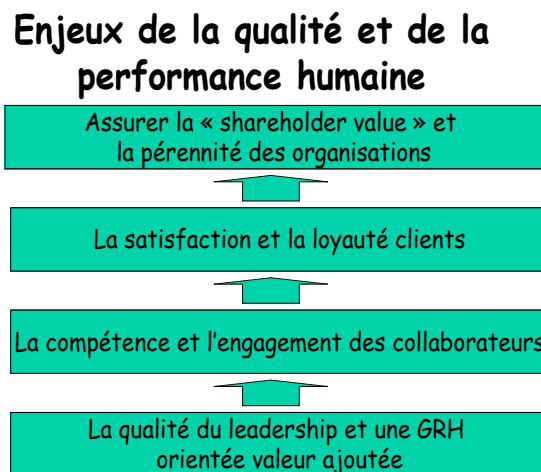 Enjeux de la qualité et de la
performance humaine
Assurer la « shareholder value » et
la pérennité des organisations
La satisfaction et la loyauté clients
La compétence et l'engagement des collaborateurs
La qualité du leadership et une GRH
orientée valeur ajoutée